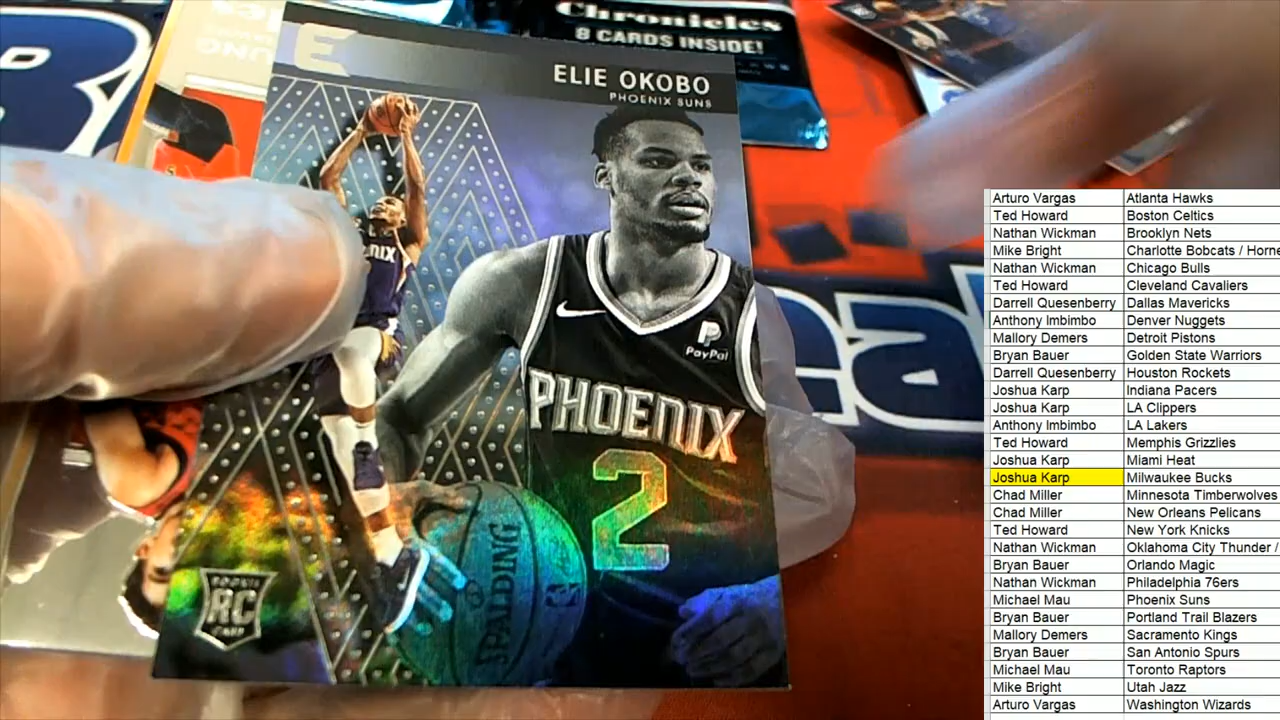 Chronicles
8 CARDS INSIDE!
E
ELIE OKOBO
PHOENIX SUNS
PayPal
PHOENIX
2
SPALDING
ROOKIE
RC
CARD
Arturo Vargas Atlanta Hawks
Ted Howard Boston Celtics
Nathan Wickman Brooklyn Nets
Mike Bright Charlotte Bobcats / Horne
Nathan Wickman Chicago Bulls
Ted Howard Cleveland Cavaliers
Darrell Quesenberry Dallas Mavericks
Anthony Imbimbo Denver Nuggets
Mallory Demers Detroit Pistons
Bryan Bauer Golden State Warriors
Darrell Quesenberry Houston Rockets
Joshua Karp Indiana Pacers
Joshua Karp LA Clippers
Anthony Imbimbo LA Lakers
Ted Howard Memphis Grizzlies
Joshua Karp Miami Heat
Joshua Karp Milwaukee Bucks
Chad Miller Minnesota Timberwolves
Chad Miller New Orleans Pelicans
Ted Howard New York Knicks
Nathan Wickman Oklahoma City Thunder /
Bryan Bauer Orlando Magic
Nathan Wickman Philadelphia 76ers
Michael Mau Phoenix Suns
Bryan Bauer Portland Trail Blazers
Mallory Demers Sacramento Kings
Bryan Bauer San Antonio Spurs
Michael Mau Toronto Raptors
Mike Bright Utah Jazz
Arturo Vargas Washington Wizards